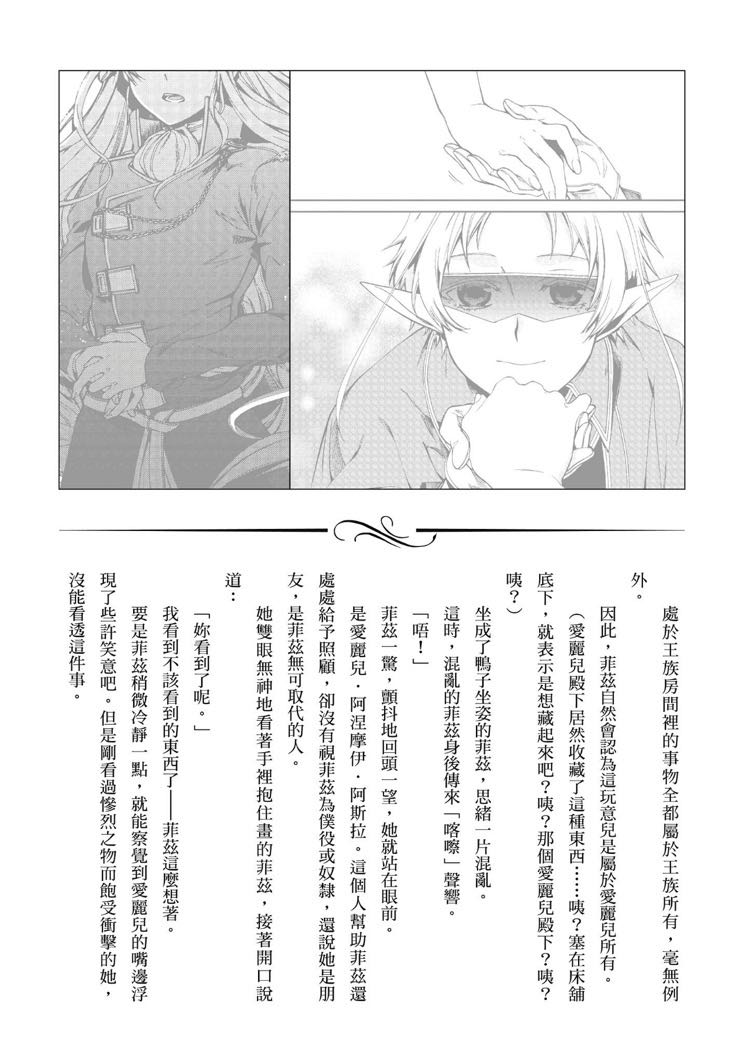 處於王族房間裡的事物全都屬於王族所有，毫無例
外。
因此，菲茲自然會認為這玩意兒是屬於愛麗兒所有。
（愛麗兒殿下居然收藏了這種東西……咦？塞在床舖
底下，就表示是想藏起來吧？咦？那個愛麗兒殿下？咦？
咦？）
坐成了鴨子坐姿的菲茲，思緒一片混亂。
這時，混亂的菲茲身後傳來「喀嚓」聲響。
「唔！」
菲茲一驚，顫抖地回頭一望，她就站在眼前。
是愛麗兒．阿涅摩伊．阿斯拉。這個人幫助菲茲還
處處給予照顧，卻沒有視菲茲為僕役或奴隸，還說她是朋
友，是菲茲無可取代的人。
她雙眼無神地看著手裡抱住畫的菲茲，接著開口說
道：
「妳看到了呢。」
我看到不該看到的東西了──菲茲這麼想著。
要是菲茲稍微冷靜一點，就能察覺到愛麗兒的嘴邊浮
現了些許笑意吧。但是剛看過慘烈之物而飽受衝擊的她，
沒能看透這件事。